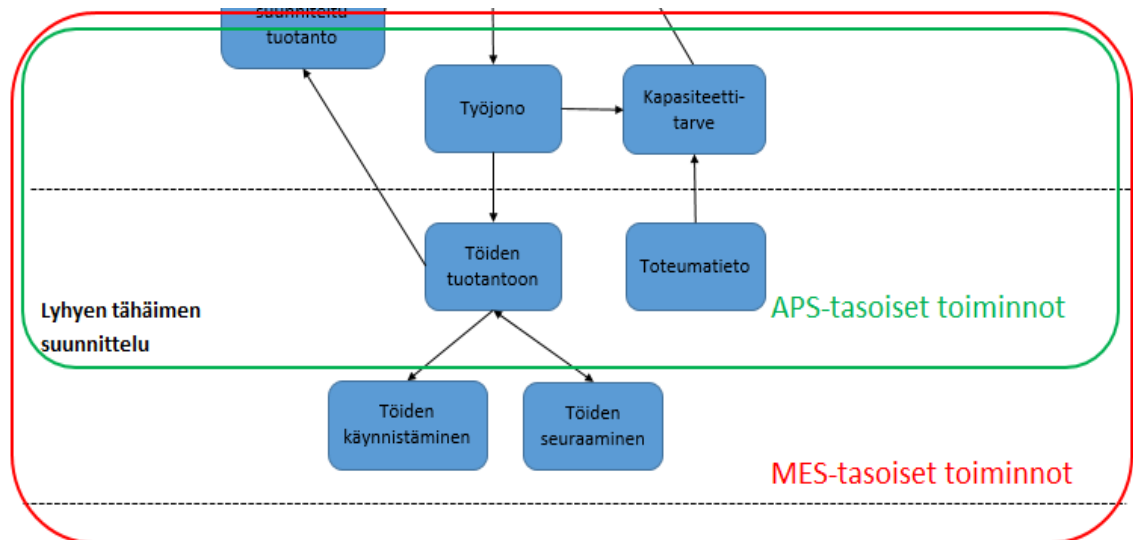 suunniteltu
tuotanto
Työjono
Kapasiteetti-
tarve
Töiden
tuotantoon
Toteumatieto
Lyhyen tähäimen
suunnittelu
APS-tasoiset toiminnot
Töiden
käynnistäminen
Töiden
seuraaminen
MES-tasoiset toiminnot